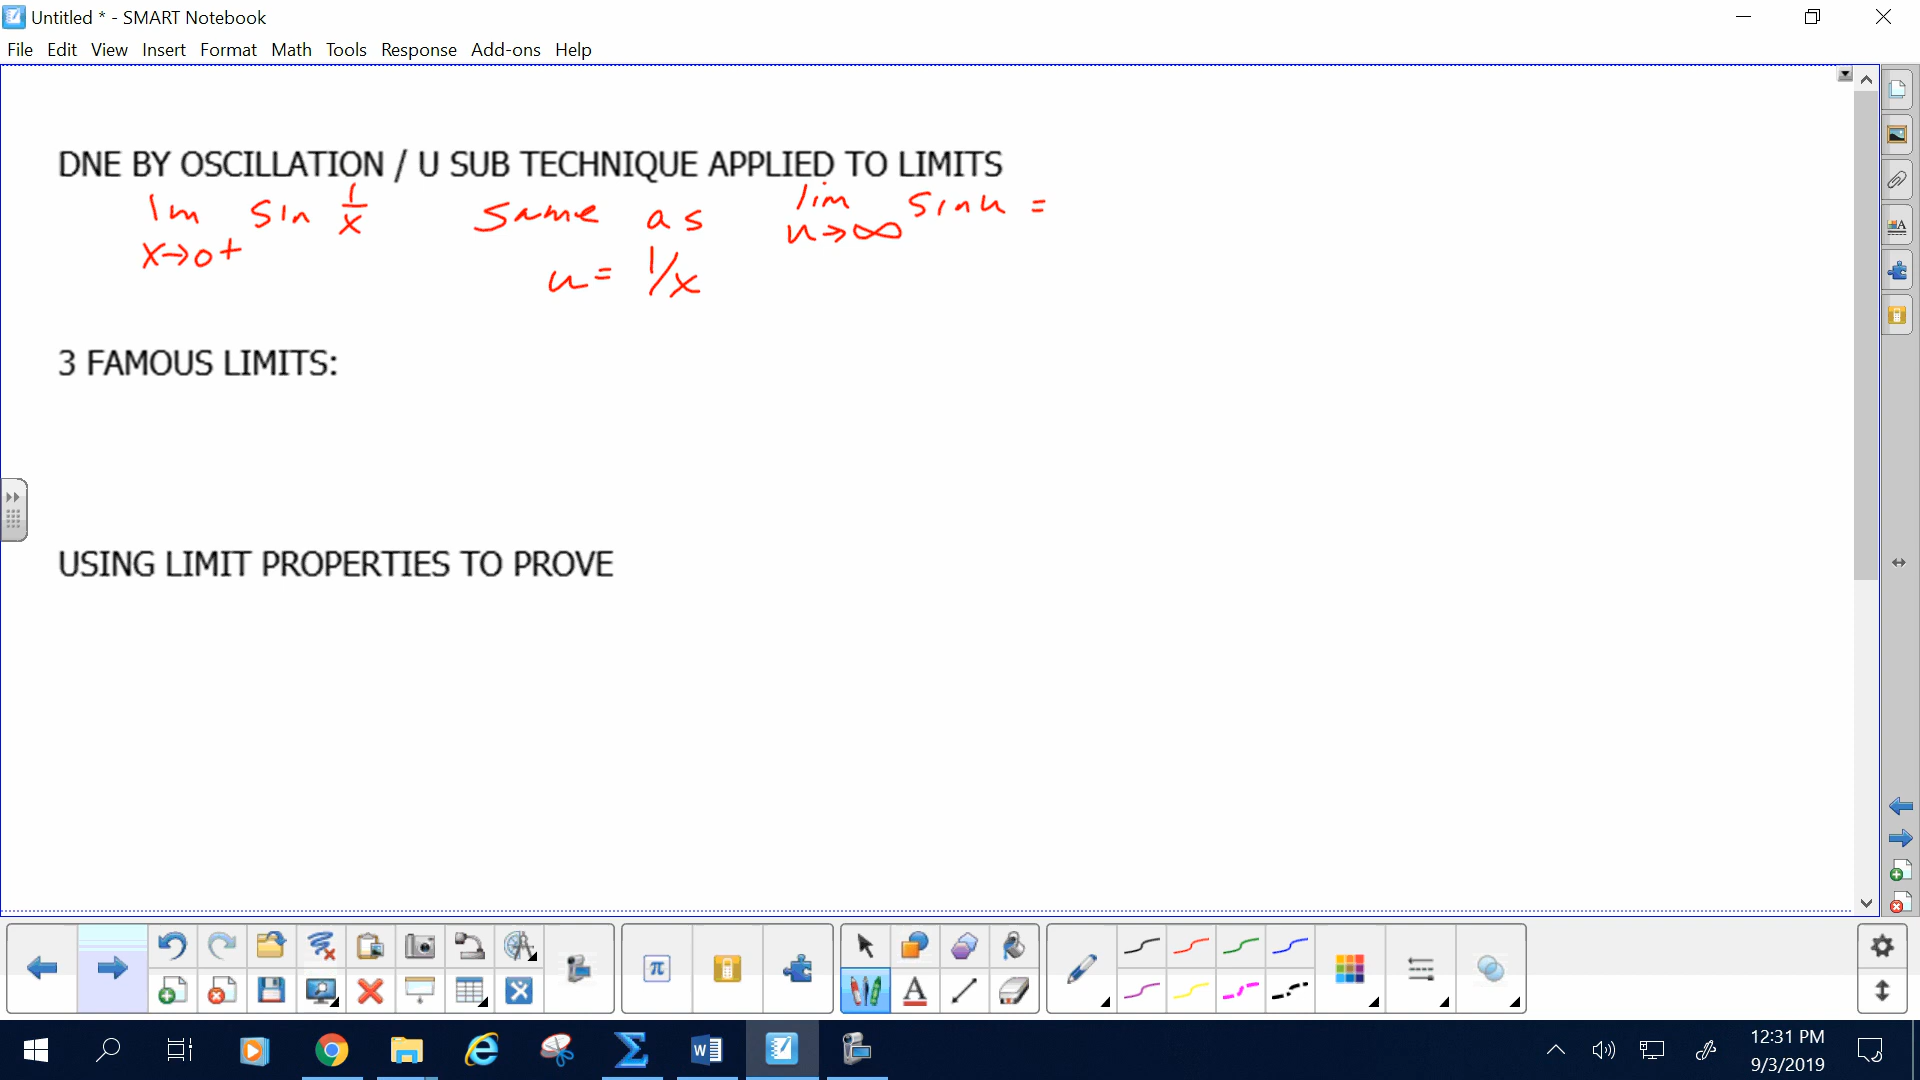 Untitled * - SMART Notebook
File Edit View Insert Format Math Tools Response Add-ons Help
DNE BY OSCILLATION / U SUB TECHNIQUE APPLIED TO LIMITS
lim sin 1/x same as lim sin u =
x→0+ u→∞
u = 1/x
3 FAMOUS LIMITS:
USING LIMIT PROPERTIES TO PROVE
12:31 PM
9/3/2019